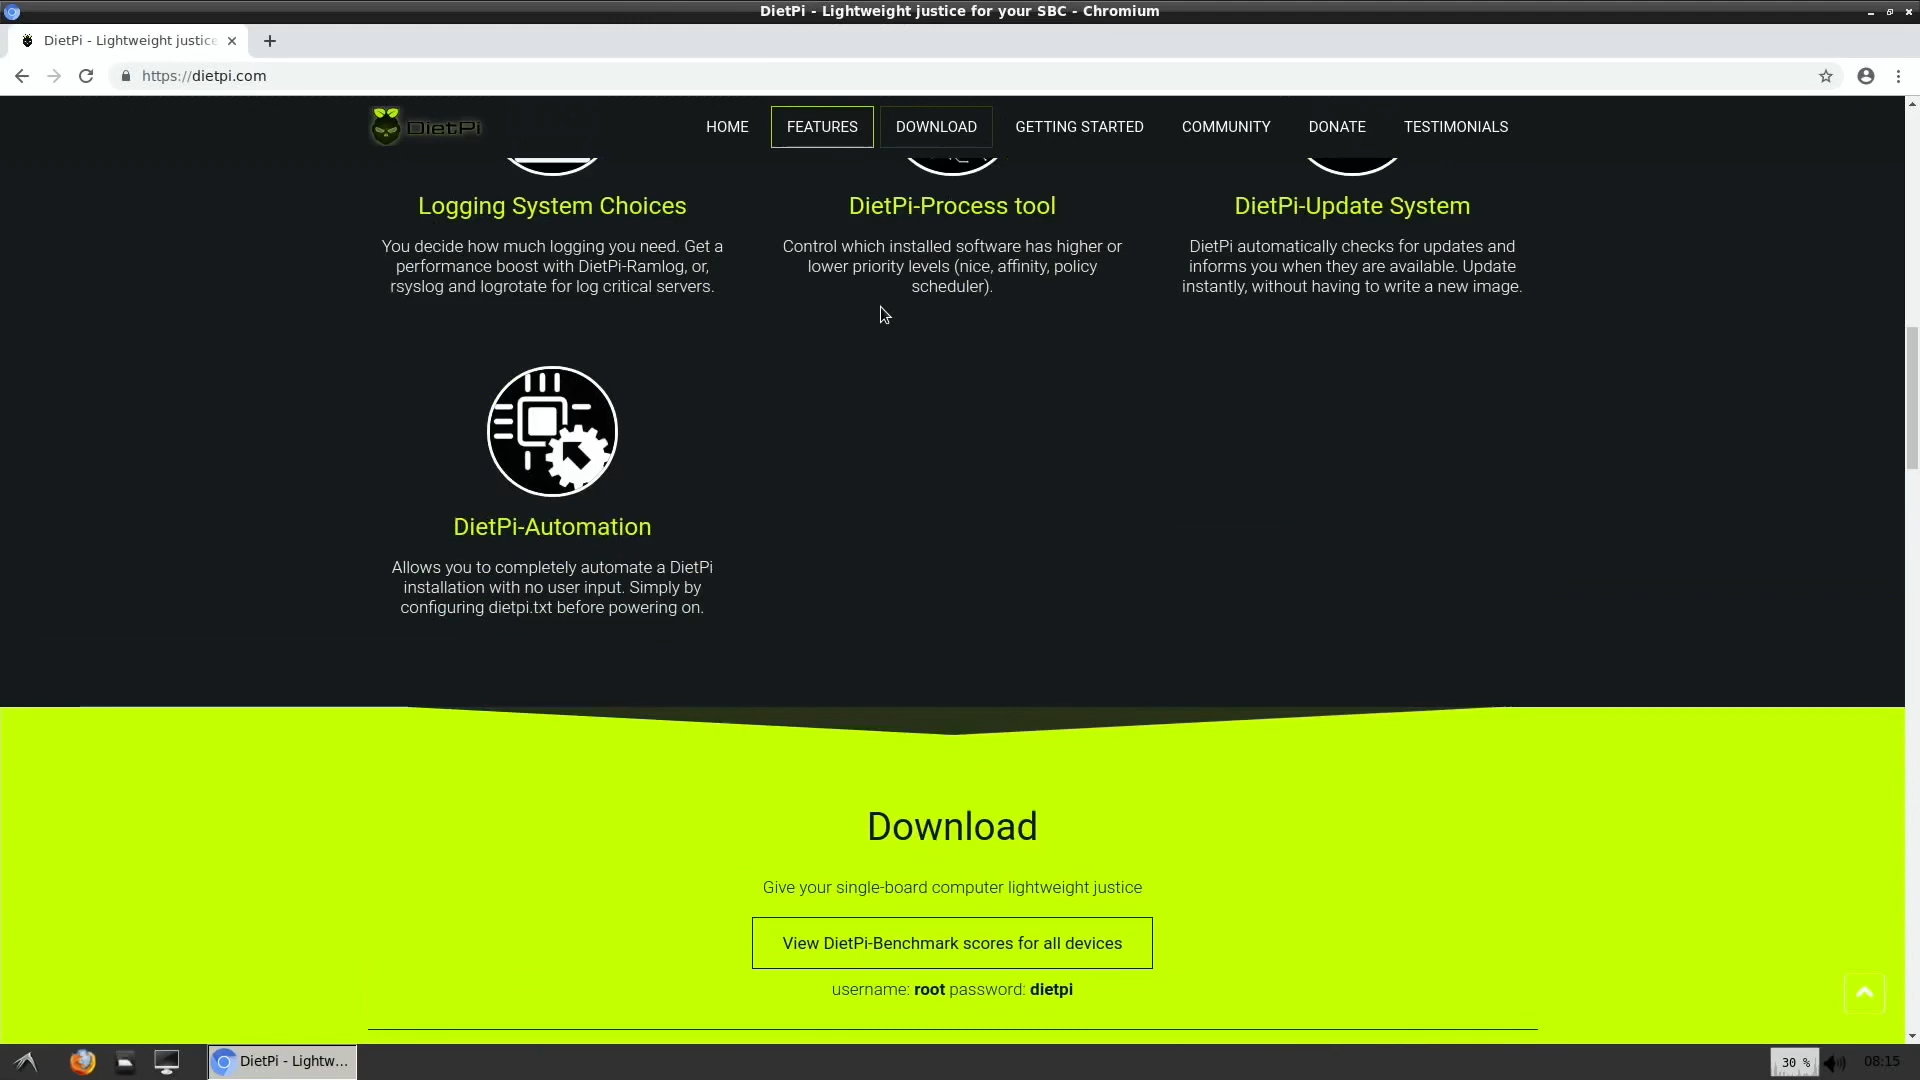 DietPi - Lightweight justice for your SBC - Chromium
DietPi - Lightweight justice
https://dietpi.com
DietPi
HOME
FEATURES
DOWNLOAD
GETTING STARTED
COMMUNITY
DONATE
TESTIMONIALS
Logging System Choices
You decide how much logging you need. Get a
performance boost with DietPi-Ramlog, or,
rsyslog and logrotate for log critical servers.
DietPi-Process tool
Control which installed software has higher or
lower priority levels (nice, affinity, policy
scheduler).
DietPi-Update System
DietPi automatically checks for updates and
informs you when they are available. Update
instantly, without having to write a new image.
DietPi-Automation
Allows you to completely automate a DietPi
installation with no user input. Simply by
configuring dietpi.txt before powering on.
Download
Give your single-board computer lightweight justice
View DietPi-Benchmark scores for all devices
username: root password: dietpi
DietPi - Lightw...
30 %
08:15